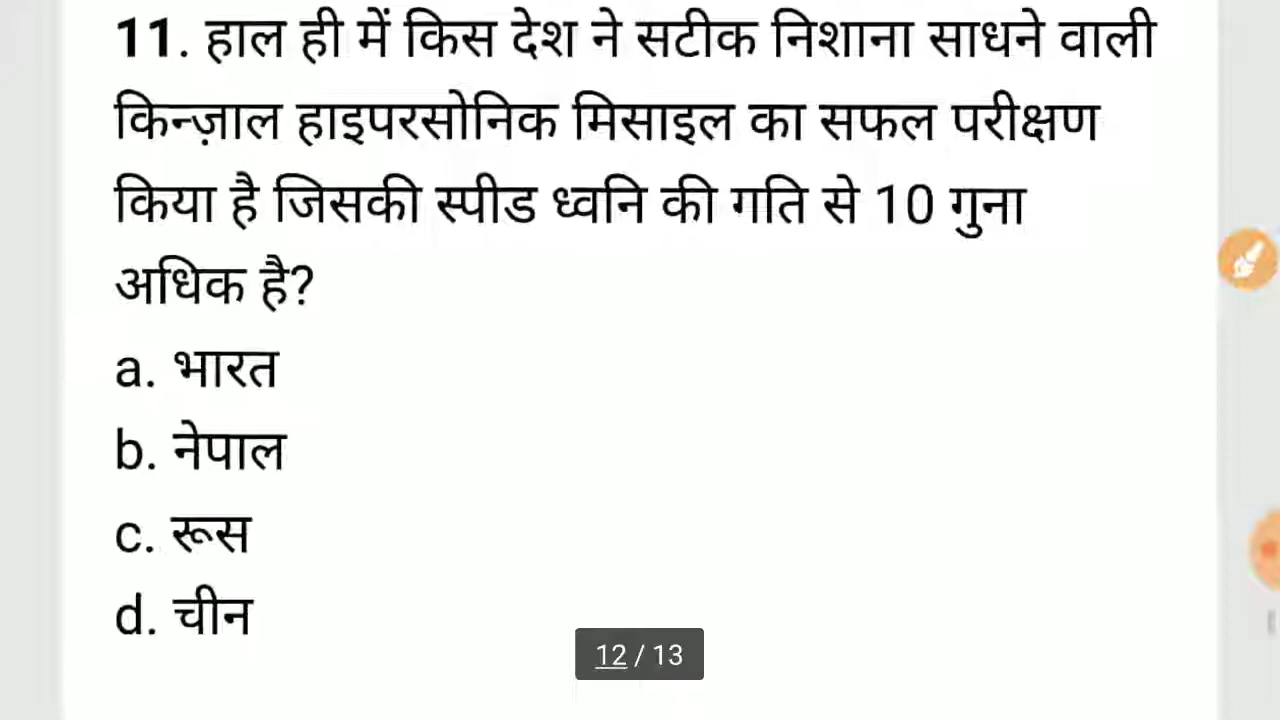 11. हाल ही में किस देश ने सटीक निशाना साधने वाली
किन्ज़ाल हाइपरसोनिक मिसाइल का सफल परीक्षण
किया है जिसकी स्पीड ध्वनि की गति से 10 गुना
अधिक है?
a. भारत
b. नेपाल
c. रूस
d. चीन
12 / 13